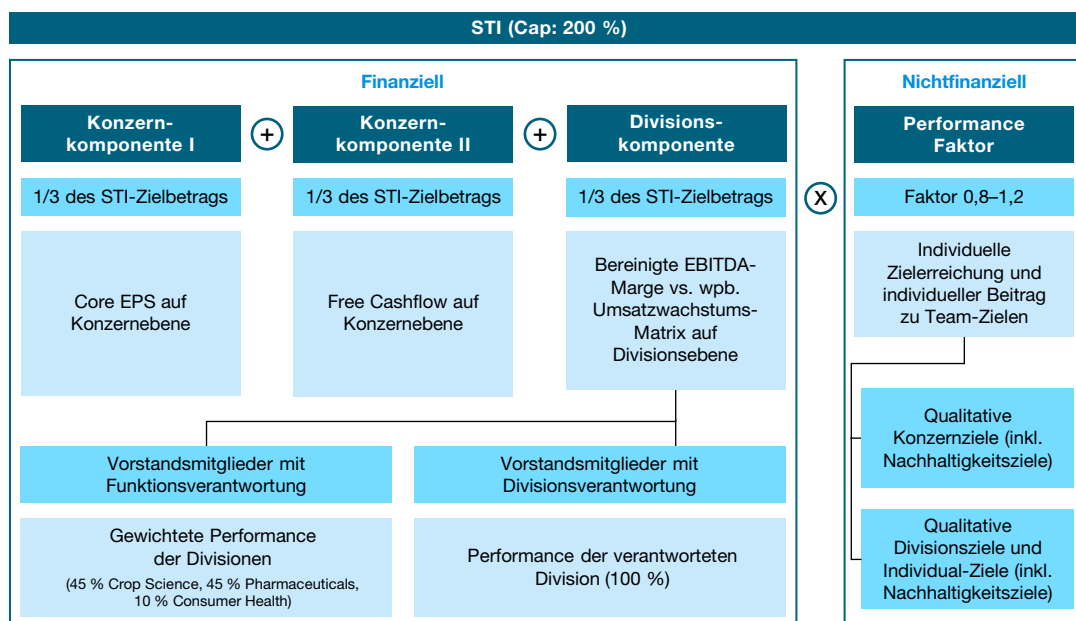 STI (Cap: 200 %)
Finanziell
Konzern-
komponente I
+
Konzern-
komponente II
+
Divisions-
komponente
1/3 des STI-Zielbetrags
1/3 des STI-Zielbetrags
1/3 des STI-Zielbetrags
Core EPS auf
Konzernebene
Free Cashflow auf
Konzernebene
Bereinigte EBITDA-
Marge vs. wpb.
Umsatzwachstums-
Matrix auf
Divisionsebene
Vorstandsmitglieder mit
Funktionsverantwortung
Vorstandsmitglieder mit
Divisionsverantwortung
Gewichtete Performance
der Divisionen
(45 % Crop Science, 45 % Pharmaceuticals,
10 % Consumer Health)
Performance der verantworteten
Division (100 %)
X
Nichtfinanziell
Performance
Faktor
Faktor 0,8–1,2
Individuelle
Zielerreichung und
individueller Beitrag
zu Team-Zielen
Qualitative
Konzernziele (inkl.
Nachhaltigkeitsziele)
Qualitative
Divisionsziele und
Individual-Ziele (inkl.
Nachhaltigkeitsziele)